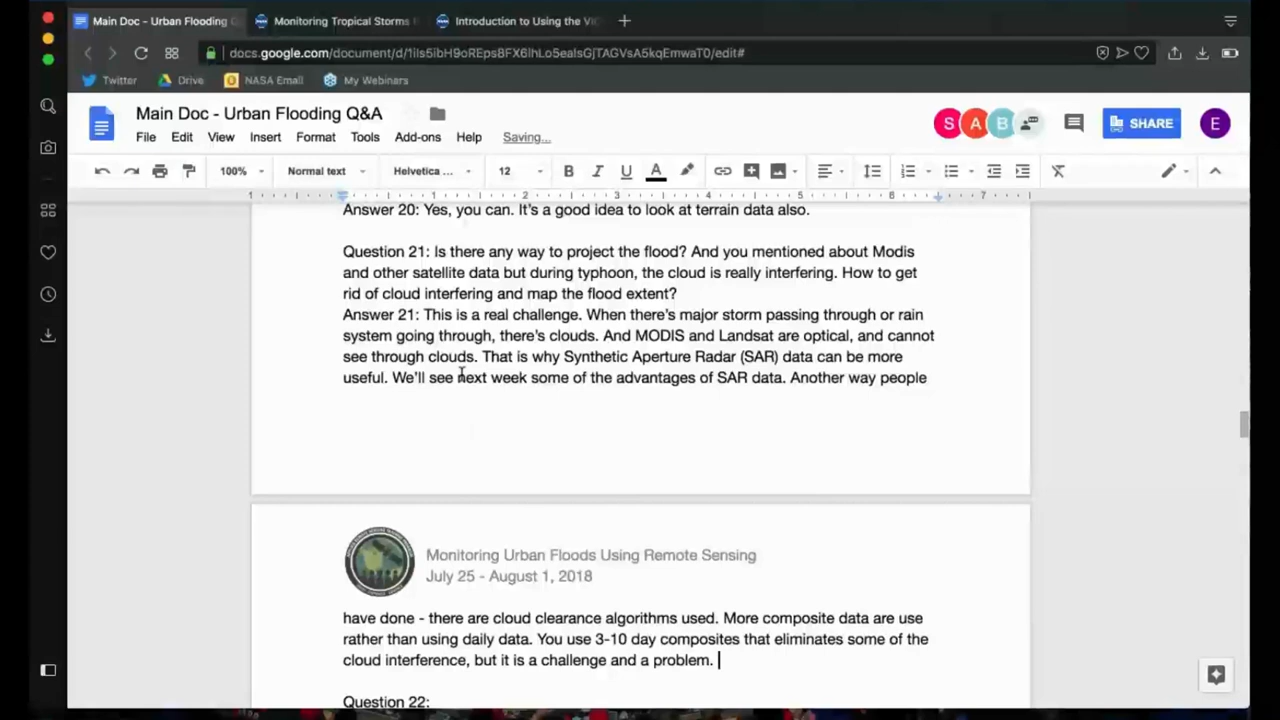 Main Doc - Urban Flooding Q
Monitoring Tropical Storms
Introduction to Using the VIC
docs.google.com/document/d/1iIs5ibH9oREps8FX6lhLo5ealsGjTAGVsA5kqEmwaT0/edit#
Twitter
Drive
NASA Email
My Webinars
Main Doc - Urban Flooding Q&A
File Edit View Insert Format Tools Add-ons Help Saving...
S A B
SHARE
E
100% Normal text Helvetica ... 12 B I U A
1 1 2 3 4 5 6 7
Answer 20: Yes, you can. It's a good idea to look at terrain data also.
Question 21: Is there any way to project the flood? And you mentioned about Modis
and other satellite data but during typhoon, the cloud is really interfering. How to get
rid of cloud interfering and map the flood extent?
Answer 21: This is a real challenge. When there's major storm passing through or rain
system going through, there's clouds. And MODIS and Landsat are optical, and cannot
see through clouds. That is why Synthetic Aperture Radar (SAR) data can be more
useful. We'll see next week some of the advantages of SAR data. Another way people
Monitoring Urban Floods Using Remote Sensing
July 25 - August 1, 2018
have done - there are cloud clearance algorithms used. More composite data are use
rather than using daily data. You use 3-10 day composites that eliminates some of the
cloud interference, but it is a challenge and a problem.
Question 22: